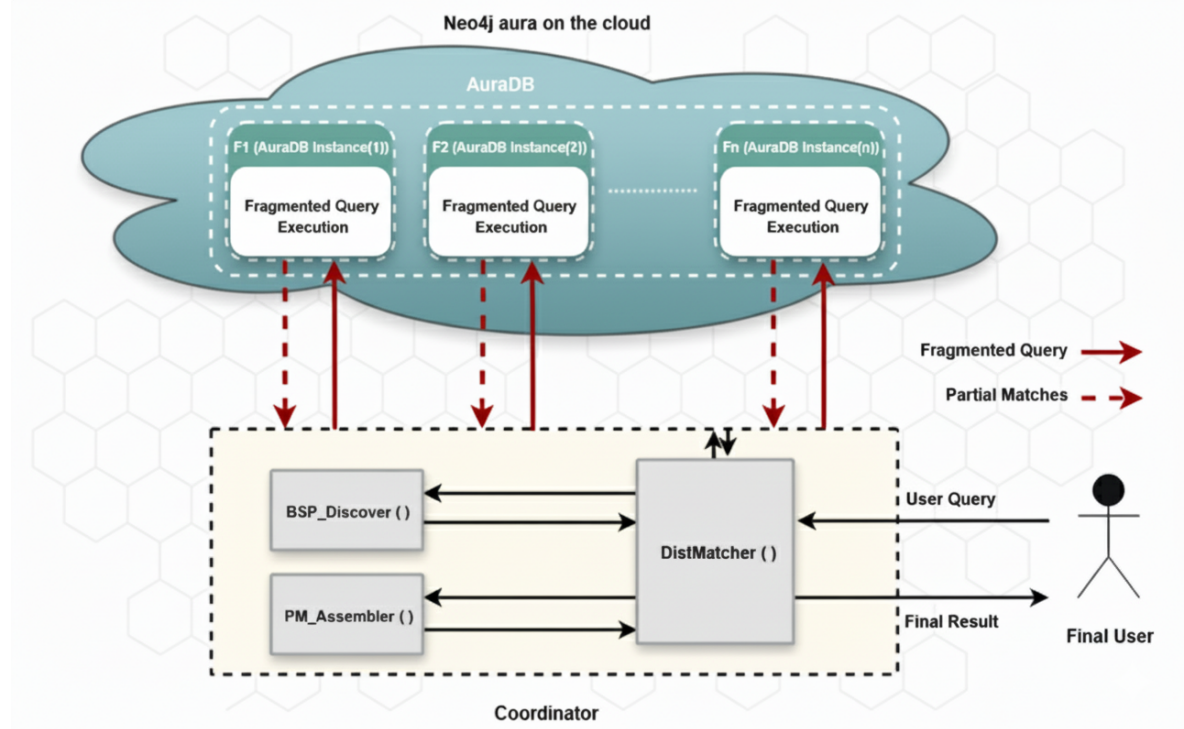 Neo4j aura on the cloud
AuraDB
F1 (AuraDB Instance(1))
F2 (AuraDB Instance(2))
Fn (AuraDB Instance(n))
Fragmented Query
Execution
Fragmented Query
Execution
Fragmented Query
Execution
Fragmented Query
Partial Matches
BSP_Discover ( )
DistMatcher ( )
PM_Assembler ( )
User Query
Final Result
Final User
Coordinator